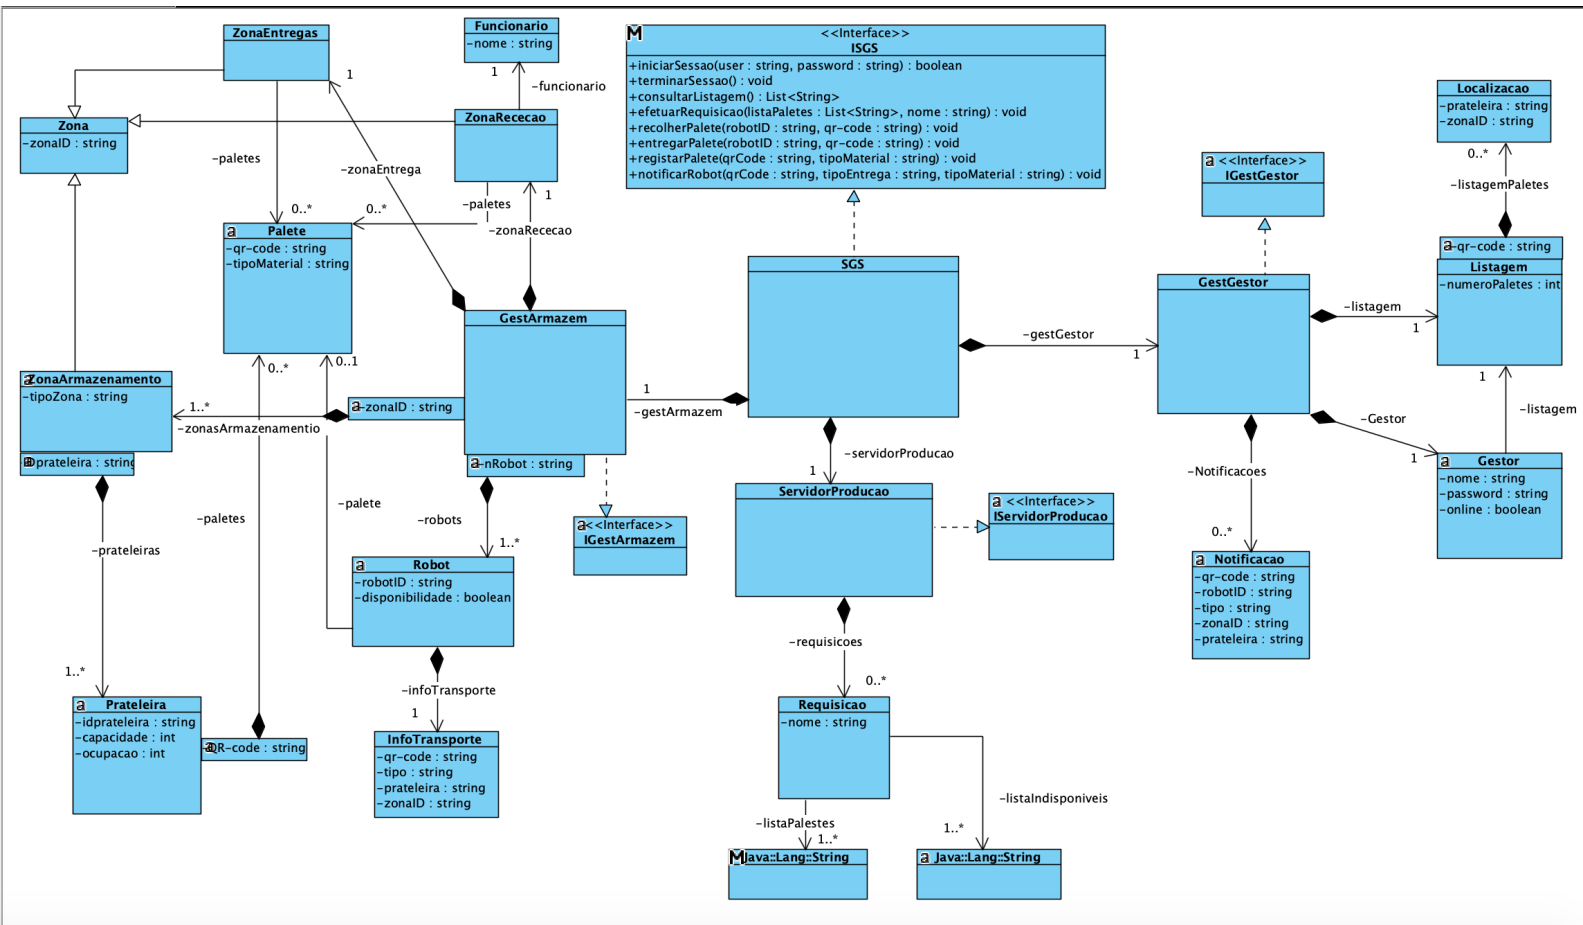 ZonaEntregas
Funcionario
-nome : string
1
-funcionario
1
M
<<Interface>>
ISGS
+iniciarSessao(user : string, password : string) : boolean
+terminarSessao() : void
+consultarListagem() : List<String>
+efetuarRequisicao(listaPaletes : List<String>, nome : string) : void
+recolherPalete(robotID : string, qr-code : string) : void
+entregarPalete(robotID : string, qr-code : string) : void
+registarPalete(qrCode : string, tipoMaterial : string) : void
+notificarRobot(qrCode : string, tipoEntrega : string, tipoMaterial : string) : void
Localizacao
-prateleira : string
-zonaID : string
0..*
-listagemPaletes
Zona
-zonaID : string
ZonaRececao
-paletes
-zonaEntrega
-paletes
1
0..*
0..*
-zonaRececao
a <<Interface>>
IGestGestor
a
Palete
-qr-code : string
-tipoMaterial : string
a-qr-code : string
Listagem
-numeroPaletes : int
SGS
GestGestor
-listagem
1
GestArmazem
-gestGestor
1
0..*
0..1
a
ZonaArmazenamento
-tipoZona : string
1..*
-zonasArmazenamentio
a-zonaID : string
1
-gestArmazem
1
-listagem
-Gestor
1
a
Gestor
-nome : string
-password : string
-online : boolean
prateleira : string
a-nRobot : string
-servidorProducao
1
-Notificacoes
0..*
-palete
-paletes
-robots
1..*
-prateleiras
ServidorProducao
a <<Interface>>
IServidorProducao
a<<Interface>>
IGestArmazem
a
Robot
-robotID : string
-disponibilidade : boolean
a
Notificacao
-qr-code : string
-robotID : string
-tipo : string
-zonaID : string
-prateleira : string
-requisicoes
0..*
1..*
-infoTransporte
1
a
Prateleira
-idprateleira : string
-capacidade : int
-ocupacao : int
QR-code : string
InfoTransporte
-qr-code : string
-tipo : string
-prateleira : string
-zonaID : string
Requisicao
-nome : string
-listaPalestes
1..*
-listaIndisponiveis
1..*
M
Java::Lang::String
a
Java::Lang::String